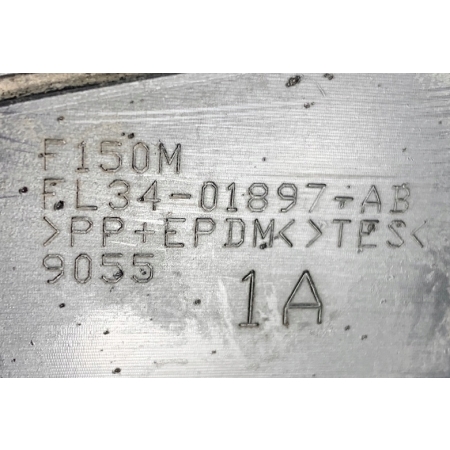 F150M
FL34-01897-AB
>PP+EPDM< >TES<
9055
1A